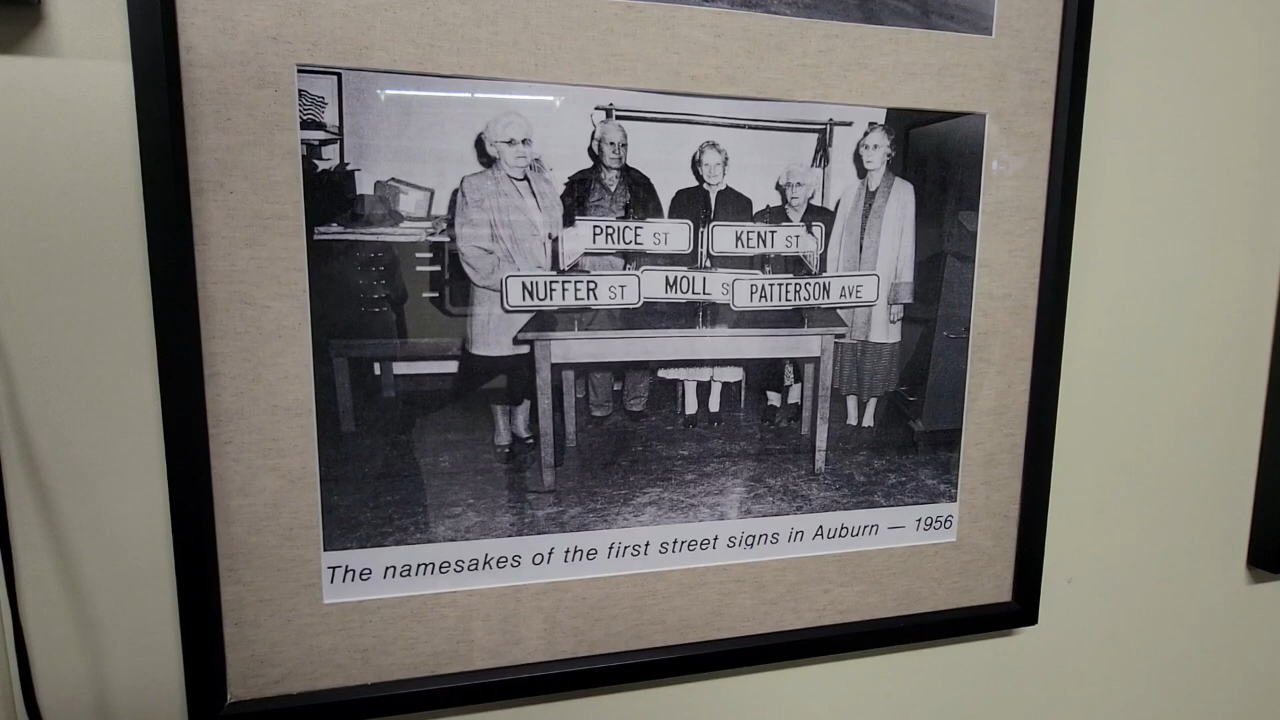 PRICE ST
KENT ST
NUFFER ST
MOLL S
PATTERSON AVE
The namesakes of the first street signs in Auburn — 1956